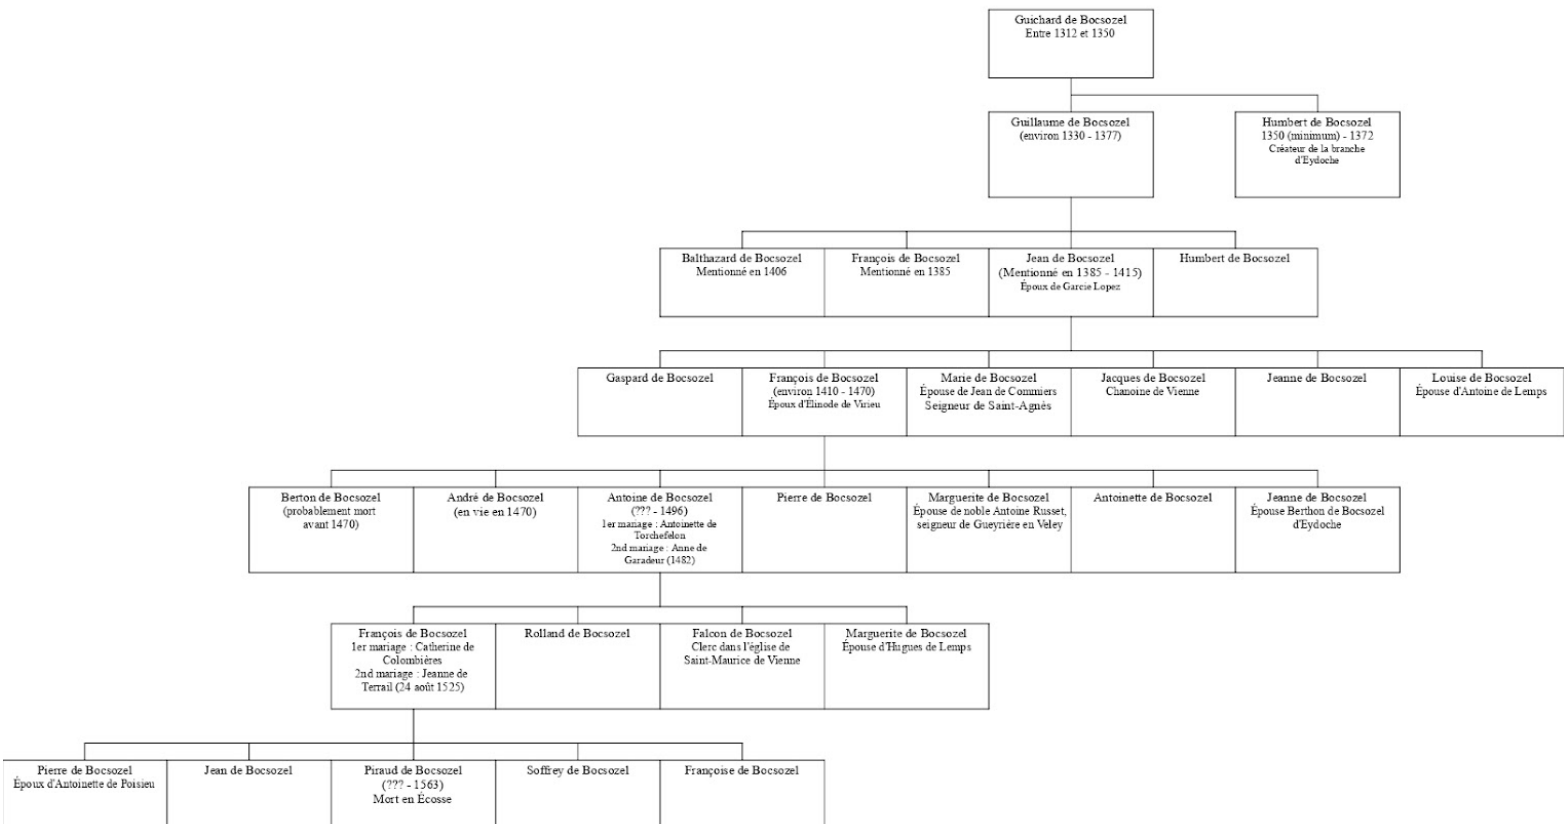 Guichard de Bocsozel
Entre 1312 et 1350
Guillaume de Bocsozel
(environ 1330 - 1377)
Humbert de Bocsozel
1350 (minimum) - 1372
Créateur de la branche
d'Eydoche
Balthazard de Bocsozel
Mentionné en 1406
François de Bocsozel
Mentionné en 1385
Jean de Bocsozel
(Mentionné en 1385 - 1415)
Époux de Garcie Lopez
Humbert de Bocsozel
Gaspard de Bocsozel
François de Bocsozel
(environ 1410 - 1470)
Époux d'Élinode de Virieu
Marie de Bocsozel
Épouse de Jean de Commiers
Seigneur de Saint-Agnés
Jacques de Bocsozel
Chanoine de Vienne
Jeanne de Bocsozel
Louise de Bocsozel
Épouse d'Antoine de Lemps
Berton de Bocsozel
(probablement mort
avant 1470)
André de Bocsozel
(en vie en 1470)
Antoine de Bocsozel
(??? - 1496)
1er mariage : Antoinette de
Torchefelon
2nd mariage : Anne de
Garadeur (1482)
Pierre de Bocsozel
Marguerite de Bocsozel
Épouse de noble Antoine Russet,
seigneur de Gueyrière en Veley
Antoinette de Bocsozel
Jeanne de Bocsozel
Épouse Berthon de Bocsozel
d'Eydoche
François de Bocsozel
1er mariage : Catherine de
Colombières
2nd mariage : Jeanne de
Terrail (24 août 1525)
Rolland de Bocsozel
Falcon de Bocsozel
Clerc dans l'église de
Saint-Maurice de Vienne
Marguerite de Bocsozel
Épouse d'Hugues de Lemps
Pierre de Bocsozel
Époux d'Antoinette de Poisieu
Jean de Bocsozel
Piraud de Bocsozel
(??? - 1563)
Mort en Écosse
Soffrey de Bocsozel
Françoise de Bocsozel